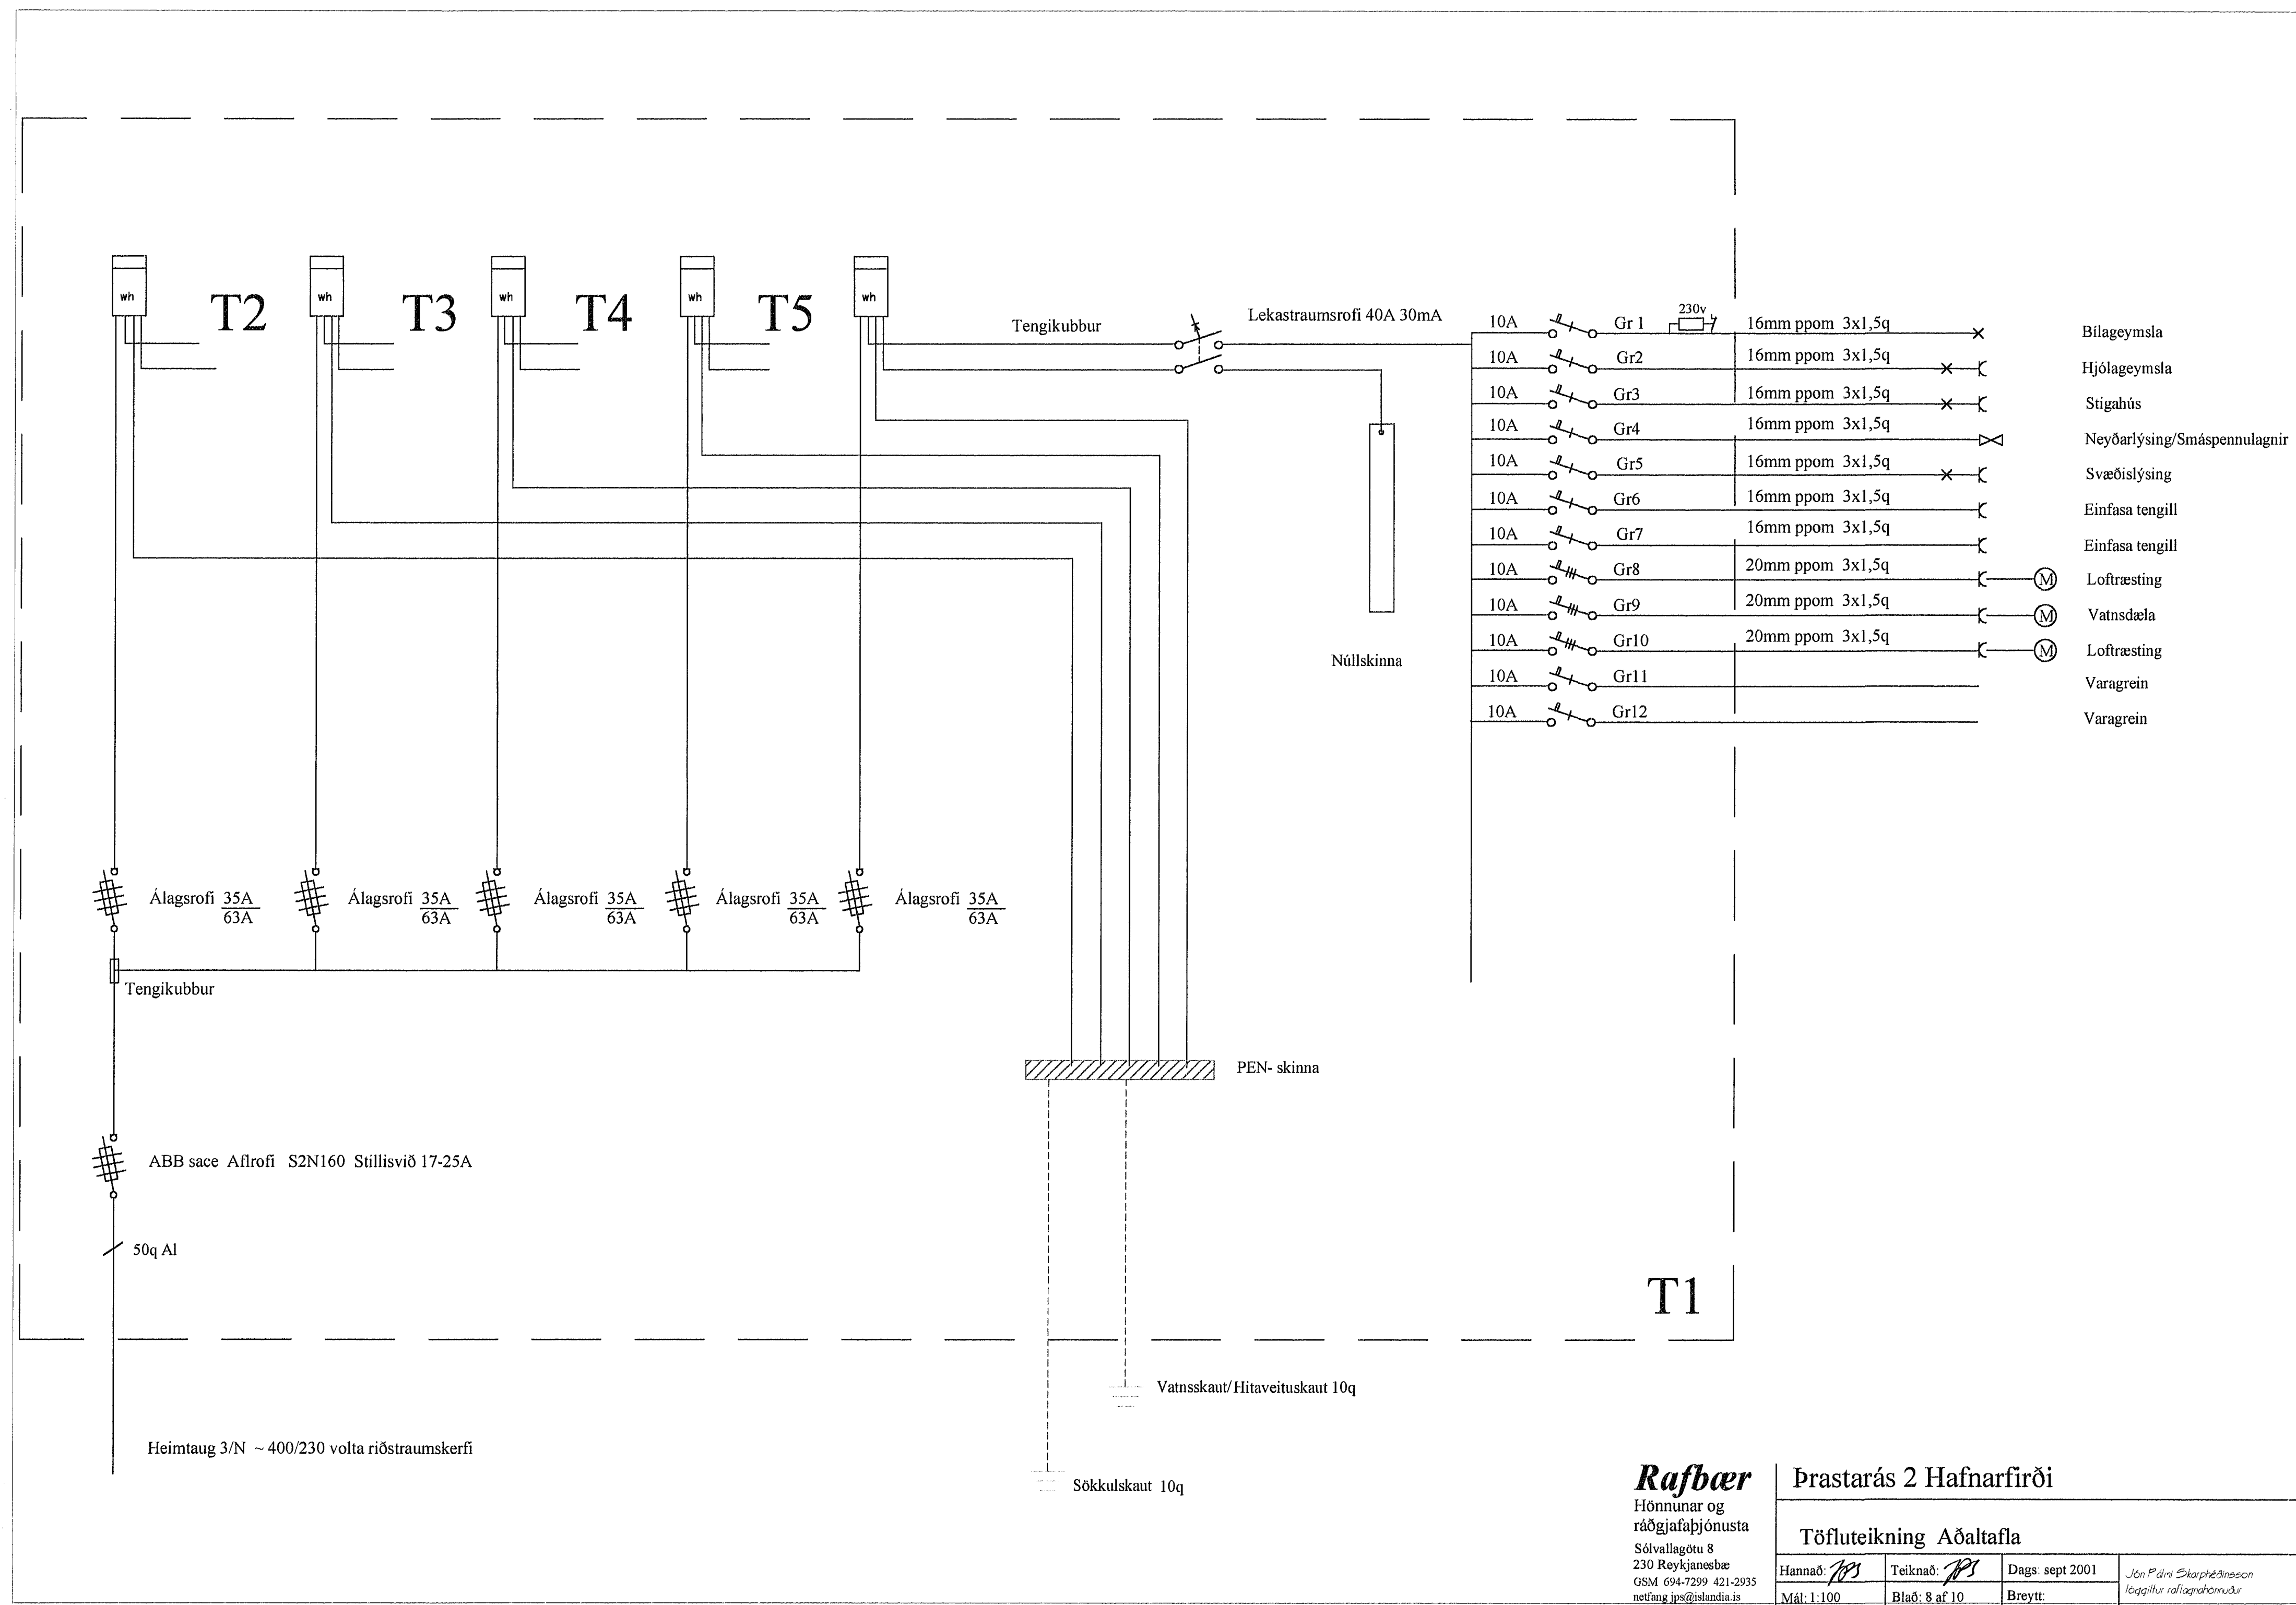 wh
T2
wh
T3
wh
T4
wh
T5
wh
Tengikubbur
Lekastraumsrofi 40A 30mA
10A Gr 1 230v 16mm ppom 3x1,5q Bílageymsla
10A Gr2 16mm ppom 3x1,5q Hjólageymsla
10A Gr3 16mm ppom 3x1,5q Stigahús
10A Gr4 16mm ppom 3x1,5q Neyðarlýsing/Smáspennulagnir
10A Gr5 16mm ppom 3x1,5q Svæðislýsing
10A Gr6 16mm ppom 3x1,5q Einfasa tengill
10A Gr7 16mm ppom 3x1,5q Einfasa tengill
10A Gr8 20mm ppom 3x1,5q M Loftræsting
10A Gr9 20mm ppom 3x1,5q M Vatnsdæla
10A Gr10 20mm ppom 3x1,5q M Loftræsting
10A Gr11 Varagrein
10A Gr12 Varagrein
Núllskinna
Álagsrofi 35A
63A
Álagsrofi 35A
63A
Álagsrofi 35A
63A
Álagsrofi 35A
63A
Álagsrofi 35A
63A
Tengikubbur
PEN- skinna
ABB sace Aflrofi S2N160 Stillisvið 17-25A
50q Al
T1
Vatnsskaut/Hitaveituskaut 10q
Heimtaug 3/N ~ 400/230 volta riðstraumskerfi
Sökkulskaut 10q
Rafbær
Hönnunar og
ráðgjafaþjónusta
Sólvallagötu 8
230 Reykjanesbæ
GSM 694-7299 421-2935
netfang jps@islandia.is
Þrastarás 2 Hafnarfirði
Töfluteikning Aðaltafla
Hannað: JPS
Teiknað: JPS
Dags: sept 2001
Mál: 1:100
Blað: 8 af 10
Breytt:
Jón Pálmi Skarphéðinsson
löggiltur raflagnahönnuður